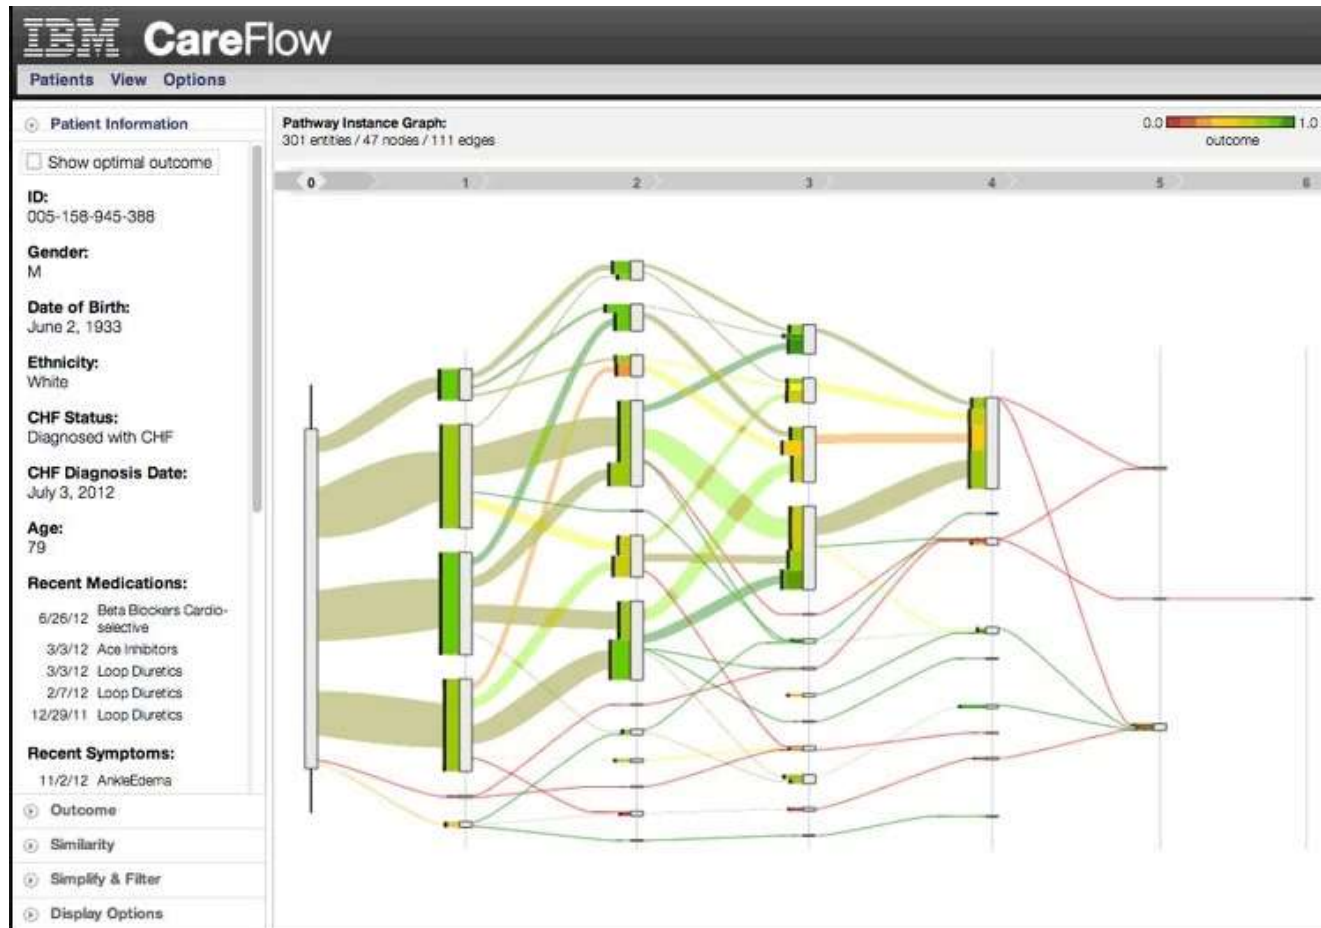 IBM CareFlow
Patients View Options
Patient Information
Show optimal outcome
ID:
005-158-945-388
Gender:
M
Date of Birth:
June 2, 1933
Ethnicity:
White
CHF Status:
Diagnosed with CHF
CHF Diagnosis Date:
July 3, 2012
Age:
79
Recent Medications:
6/26/12 Beta Blockers Cardio-
selective
3/3/12 Ace Inhibitors
3/3/12 Loop Diuretics
2/7/12 Loop Diuretics
12/29/11 Loop Diuretics
Recent Symptoms:
11/2/12 AnkleEdema
Outcome
Similarity
Simplify & Filter
Display Options
Pathway Instance Graph:
301 entities / 47 nodes / 111 edges
0.0 1.0
outcome
0 1 2 3 4 5 6